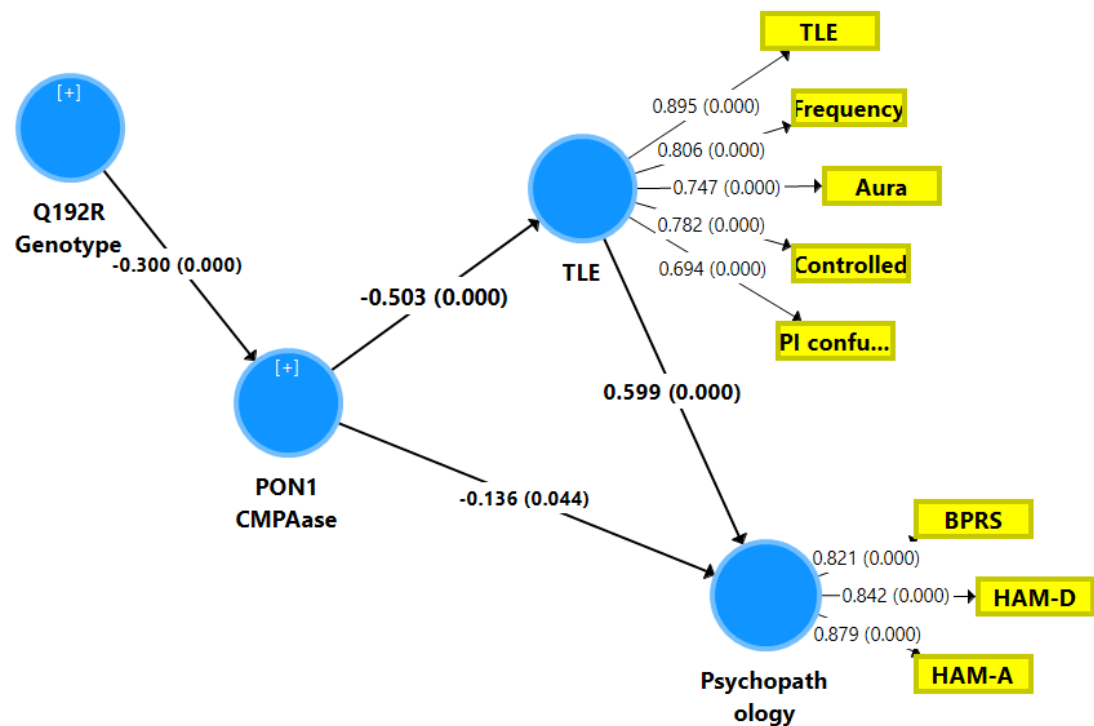 [+]
Q192R
Genotype
-0.300 (0.000)
[+]
PON1
CMPAase
-0.503 (0.000)
-0.136 (0.044)
TLE
0.599 (0.000)
0.895 (0.000)
0.806 (0.000)
0.747 (0.000)
0.782 (0.000)
0.694 (0.000)
TLE
Frequency
Aura
Controlled
PI confu...
Psychopath
ology
0.821 (0.000)
0.842 (0.000)
0.879 (0.000)
BPRS
HAM-D
HAM-A